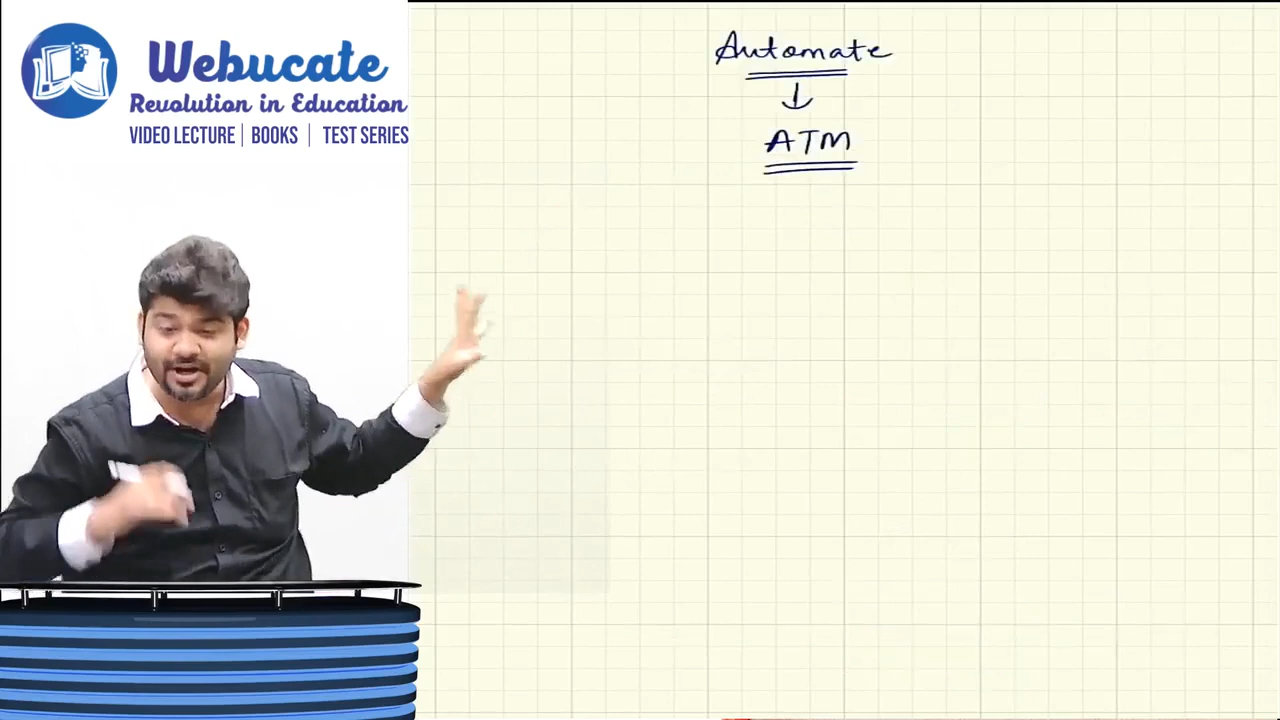 Webucate
Revolution in Education
VIDEO LECTURE | BOOKS | TEST SERIES
Automate
ATM